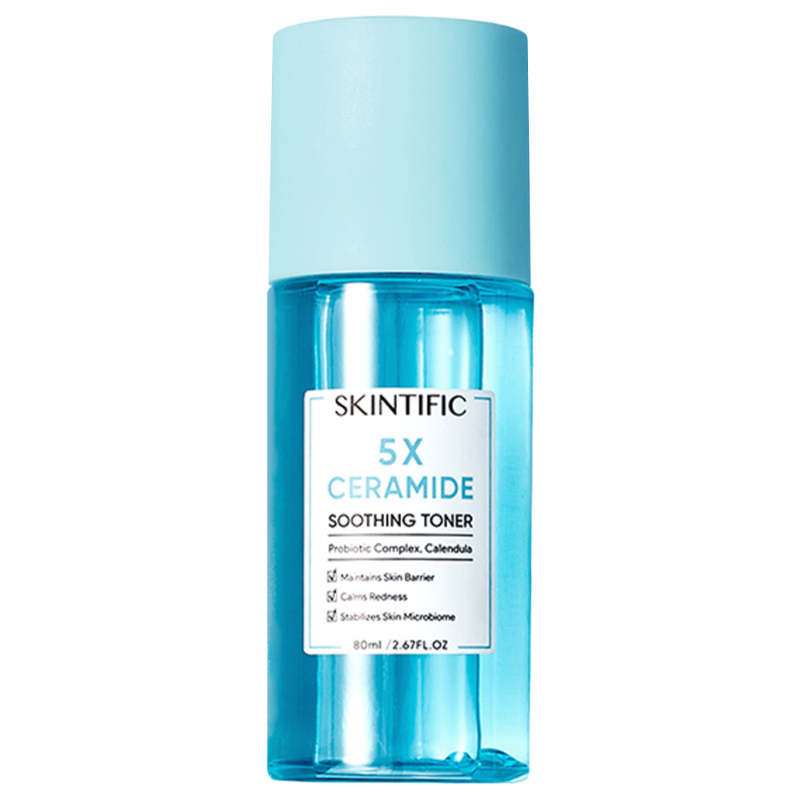 SKINTIFIC
5X
CERAMIDE
SOOTHING TONER
Probiotic Complex, Calendula
Maintains Skin Barrier
Calms Redness
Stabilizes Skin Microbiome
80ml / 2.67FL.OZ